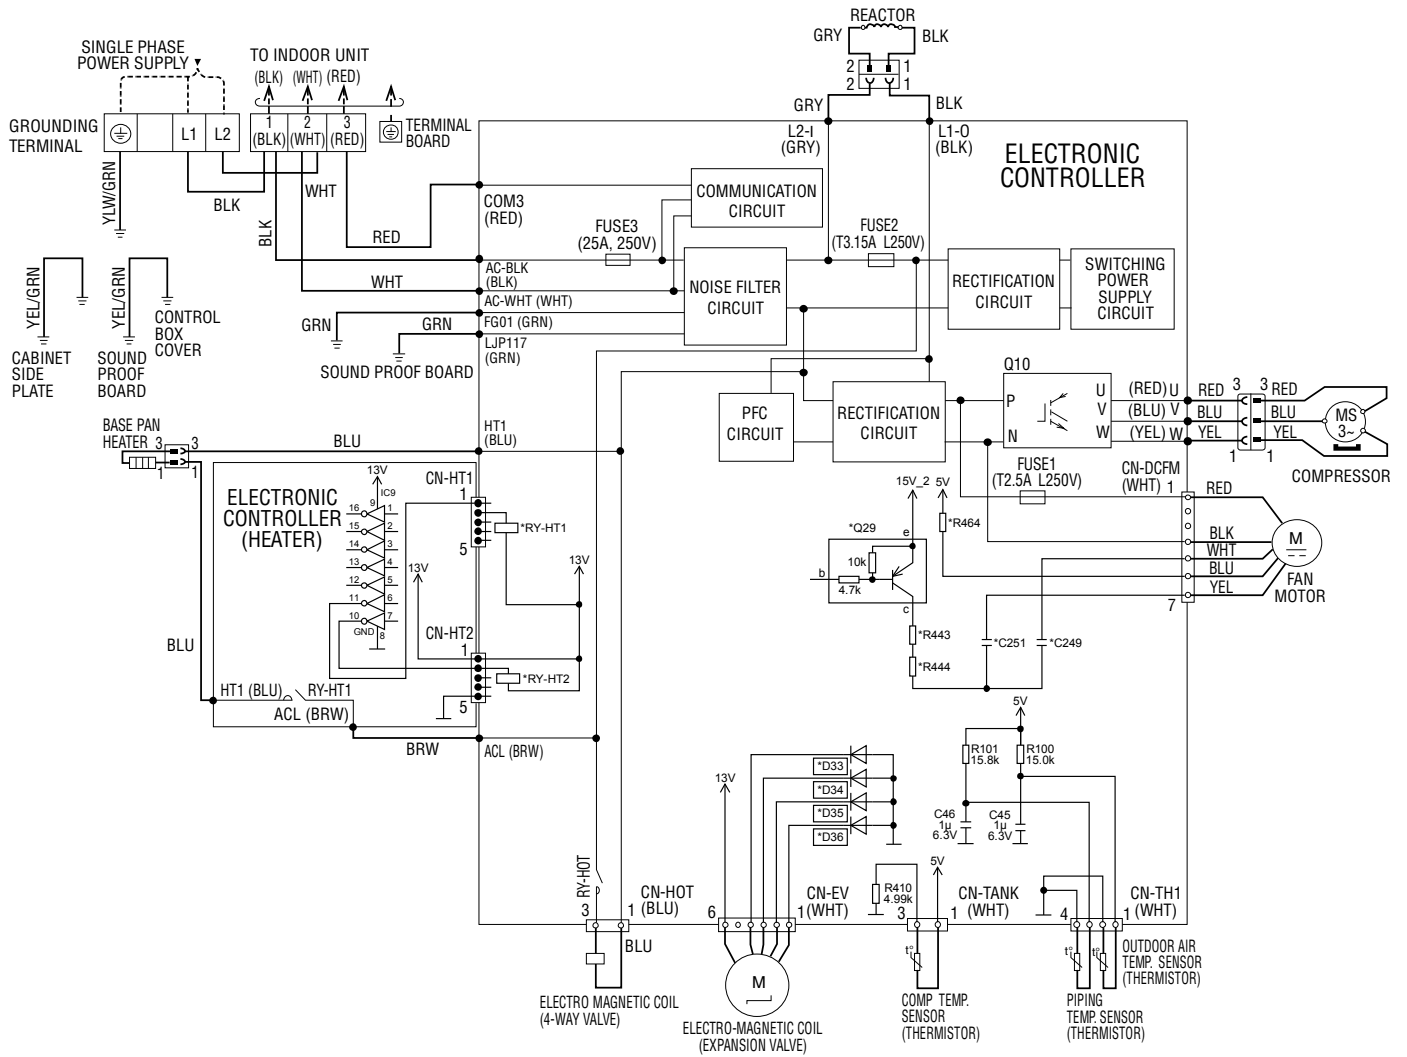 REACTOR
GRY
BLK
2
1
2
1
GRY
BLK
SINGLE PHASE
POWER SUPPLY
TO INDOOR UNIT
(BLK)
(WHT)
(RED)
GROUNDING
TERMINAL
L1
L2
1
(BLK)
2
(WHT)
3
(RED)
TERMINAL
BOARD
YLW/GRN
BLK
WHT
BLK
RED
WHT
L2-I
(GRY)
L1-O
(BLK)
ELECTRONIC
CONTROLLER
COM3
(RED)
COMMUNICATION
CIRCUIT
FUSE3
(25A, 250V)
FUSE2
(T3.15A L250V)
AC-BLK
(BLK)
AC-WHT (WHT)
FG01 (GRN)
LJP117
(GRN)
NOISE FILTER
CIRCUIT
RECTIFICATION
CIRCUIT
SWITCHING
POWER
SUPPLY
CIRCUIT
YEL/GRN
YEL/GRN
CONTROL
BOX
COVER
CABINET
SIDE
PLATE
SOUND
PROOF
BOARD
GRN
GRN
SOUND PROOF BOARD
PFC
CIRCUIT
RECTIFICATION
CIRCUIT
Q10
P
N
U
V
W
(RED) U
(BLU) V
(YEL) W
RED
BLU
YEL
3
3
1
1
RED
BLU
YEL
MS
3~
COMPRESSOR
FUSE1
(T2.5A L250V)
CN-DCFM
(WHT)
1
7
RED
BLK
WHT
BLU
YEL
M
FAN
MOTOR
BASE PAN
HEATER
3
3
1
1
BLU
HT1
(BLU)
ELECTRONIC
CONTROLLER
(HEATER)
13V
IC9
9
16
1
15
2
14
3
13
4
12
5
11
6
10
7
GND
8
CN-HT1
1
5
*RY-HT1
13V
13V
CN-HT2
1
5
*RY-HT2
BLU
HT1 (BLU)
RY-HT1
ACL (BRW)
BRW
ACL (BRW)
15V_2
5V
*R464
*Q29
e
10k
b
4.7k
c
*R443
*R444
*C251
*C249
5V
R101
15.8k
R100
15.0k
C46
1µ
6.3V
C45
1µ
6.3V
13V
*D33
*D34
*D35
*D36
RY-HOT
3
1
CN-HOT
(BLU)
BLU
6
1
CN-EV
(WHT)
R410
4.99k
5V
3
1
CN-TANK
(WHT)
4
1
CN-TH1
(WHT)
t°
t°
t°
M
ELECTRO MAGNETIC COIL
(4-WAY VALVE)
ELECTRO-MAGNETIC COIL
(EXPANSION VALVE)
COMP TEMP.
SENSOR
(THERMISTOR)
PIPING
TEMP. SENSOR
(THERMISTOR)
OUTDOOR AIR
TEMP. SENSOR
(THERMISTOR)